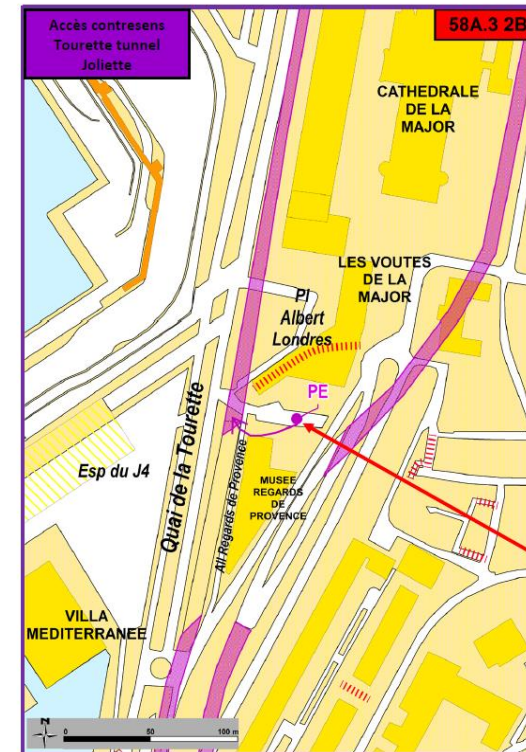 Accès contresens
Tourette tunnel
Joliette
58A.3 2B
CATHEDRALE
DE LA
MAJOR
LES VOUTES
DE LA
MAJOR
Pl
Albert
Londres
PE
Quai de la Tourette
All Regards de Provence
Esp du J4
MUSEE
REGARDS
DE
PROVENCE
VILLA
MEDITERRANEE
N
0 50 100 m